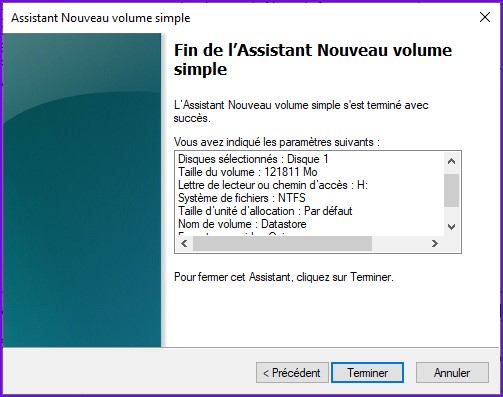 Assistant Nouveau volume simple
Fin de l'Assistant Nouveau volume
simple
L'Assistant Nouveau volume simple s'est terminé avec
succès.
Vous avez indiqué les paramètres suivants :
Disques sélectionnés : Disque 1
Taille du volume : 121811 Mo
Lettre de lecteur ou chemin d'accès : H:
Système de fichiers : NTFS
Taille d'unité d'allocation : Par défaut
Nom de volume : Datastore
Pour fermer cet Assistant, cliquez sur Terminer.
< Précédent
Terminer
Annuler